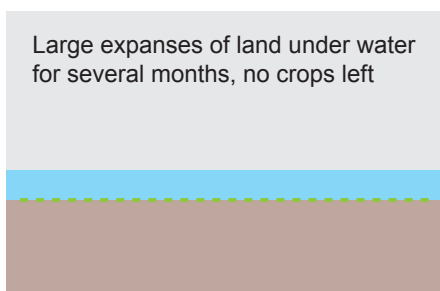 Large expanses of land under water
for several months, no crops left